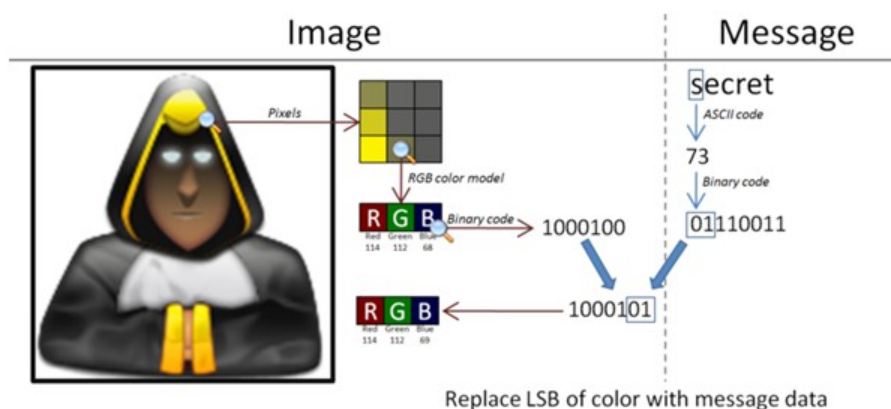 Image
Message
secret
ASCII code
73
Binary code
01110011
Pixels
RGB color model
R G B
Red Green Blue
114 112 68
Binary code
1000100
1000101
R G B
Red Green Blue
114 112 69
Replace LSB of color with message data